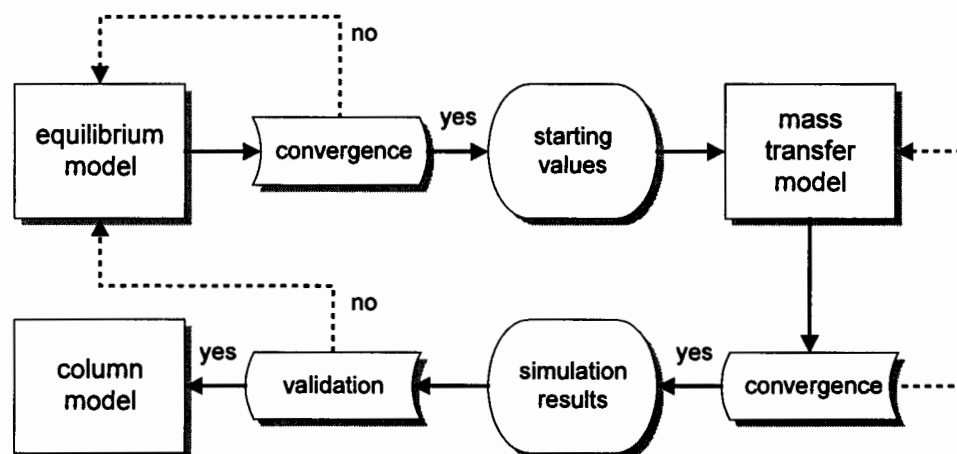 no
equilibrium
model
convergence
yes
starting
values
mass
transfer
model
no
column
model
yes
validation
simulation
results
yes
convergence